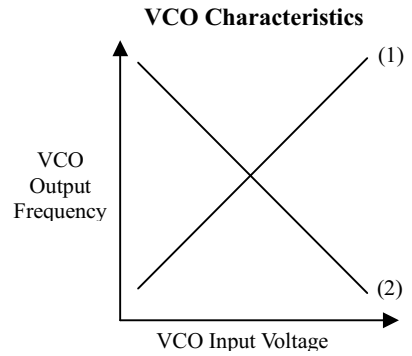 VCO Characteristics
(1)
VCO
Output
Frequency
(2)
VCO Input Voltage